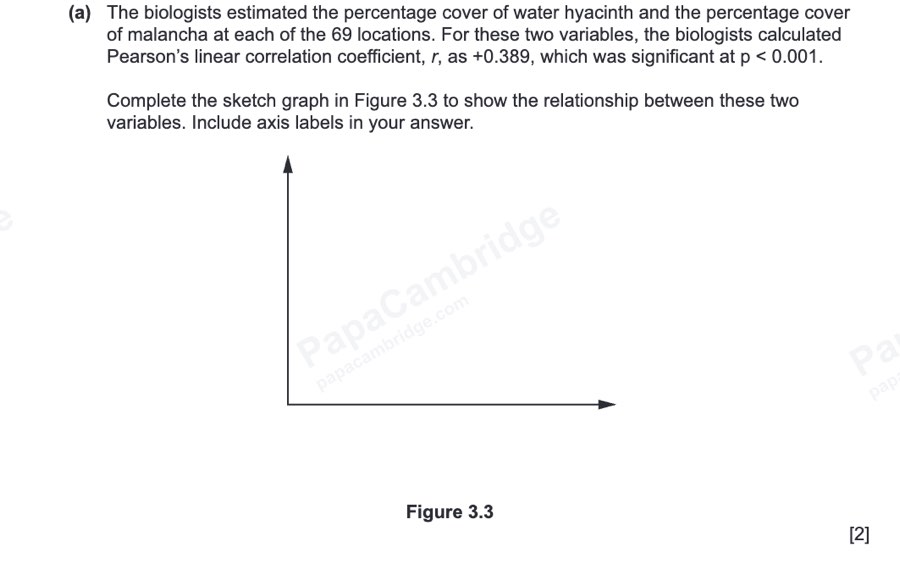 (a) The biologists estimated the percentage cover of water hyacinth and the percentage cover
of malancha at each of the 69 locations. For these two variables, the biologists calculated
Pearson's linear correlation coefficient, r, as +0.389, which was significant at p < 0.001.
Complete the sketch graph in Figure 3.3 to show the relationship between these two
variables. Include axis labels in your answer.
PapaCambridge
papacambridge.com
Figure 3.3
[2]